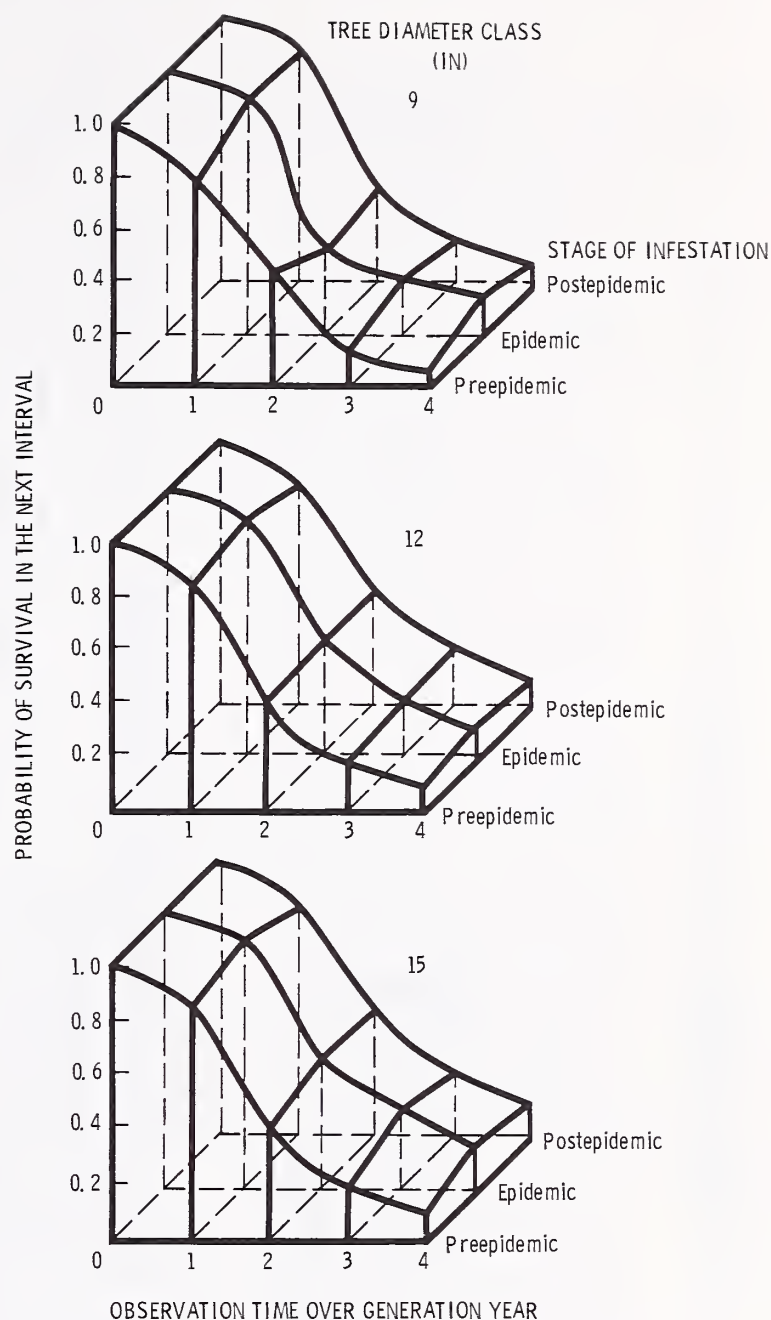 TREE DIAMETER CLASS
(IN)
9
1.0
0.8
0.6
0.4
0.2
STAGE OF INFESTATION
Postepidemic
Epidemic
Preepidemic
0 1 2 3 4
PROBABILITY OF SURVIVAL IN THE NEXT INTERVAL
12
1.0
0.8
0.6
0.4
0.2
Postepidemic
Epidemic
Preepidemic
0 1 2 3 4
15
1.0
0.8
0.6
0.4
0.2
Postepidemic
Epidemic
Preepidemic
0 1 2 3 4
OBSERVATION TIME OVER GENERATION YEAR